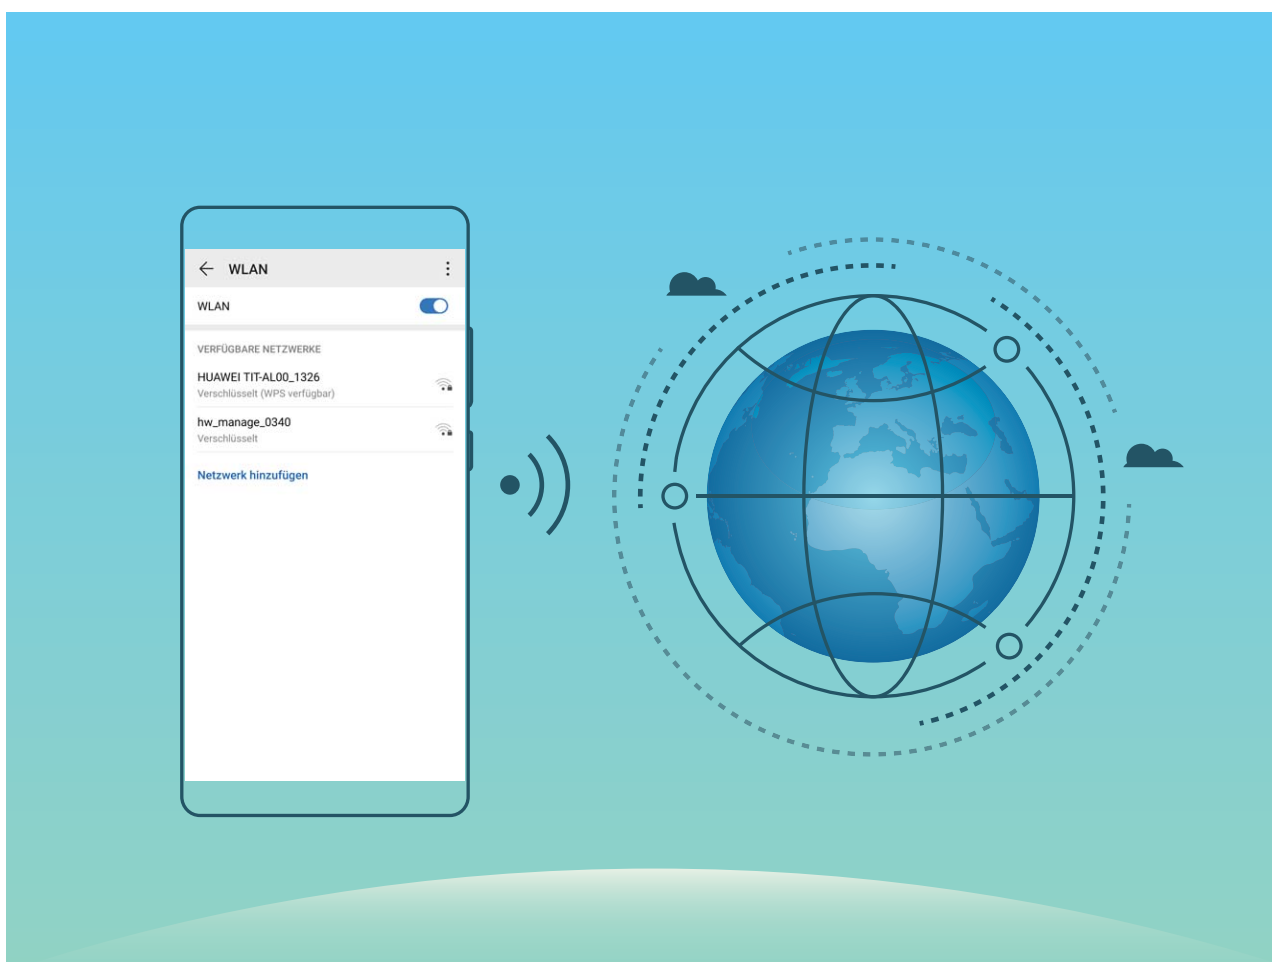 WLAN
WLAN
VERFÜGBARE NETZWERKE
HUAWEI TIT-AL00_1326
Verschlüsselt (WPS verfügbar)
hw_manage_0340
Verschlüsselt
Netzwerk hinzufügen